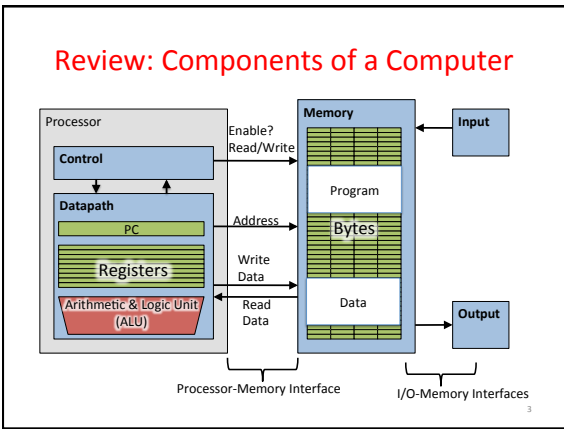 Review: Components of a Computer
Processor
Control
Datapath
PC
Registers
Arithmetic & Logic Unit
(ALU)
Enable?
Read/Write
Address
Write
Data
Read
Data
Processor-Memory Interface
Memory
Program
Bytes
Data
Input
Output
I/O-Memory Interfaces
3